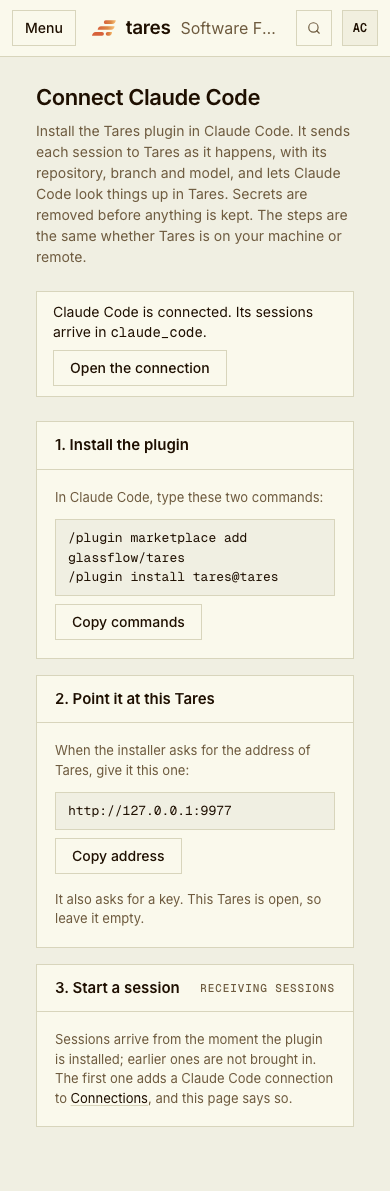 Menu tares Software F... AC
Connect Claude Code
Install the Tares plugin in Claude Code. It sends
each session to Tares as it happens, with its
repository, branch and model, and lets Claude
Code look things up in Tares. Secrets are
removed before anything is kept. The steps are
the same whether Tares is on your machine or
remote.
Claude Code is connected. Its sessions
arrive in claude_code.
Open the connection
1. Install the plugin
In Claude Code, type these two commands:
/plugin marketplace add
glassflow/tares
/plugin install tares@tares
Copy commands
2. Point it at this Tares
When the installer asks for the address of
Tares, give it this one:
http://127.0.0.1:9977
Copy address
It also asks for a key. This Tares is open, so
leave it empty.
3. Start a session RECEIVING SESSIONS
Sessions arrive from the moment the plugin
is installed; earlier ones are not brought in.
The first one adds a Claude Code connection
to Connections, and this page says so.